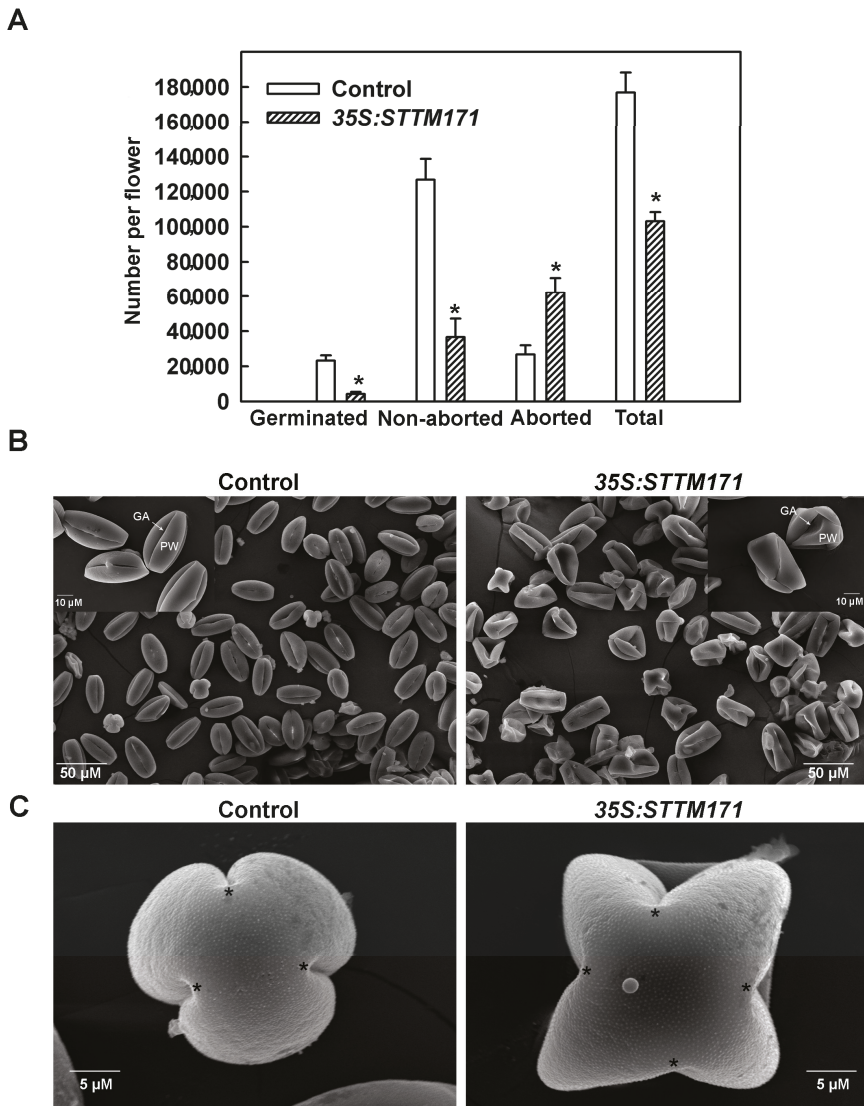 A
Number per flower
180,000
160,000
140,000
120,000
100,000
80,000
60,000
40,000
20,000
0
Control
35S:STTM171
*
*
*
*
Germinated Non-aborted Aborted Total
B
Control 35S:STTM171
GA
PW
10 µM
50 µM
GA
PW
10 µM
50 µM
C
Control 35S:STTM171
*
*
*
5 µM
*
*
*
*
5 µM